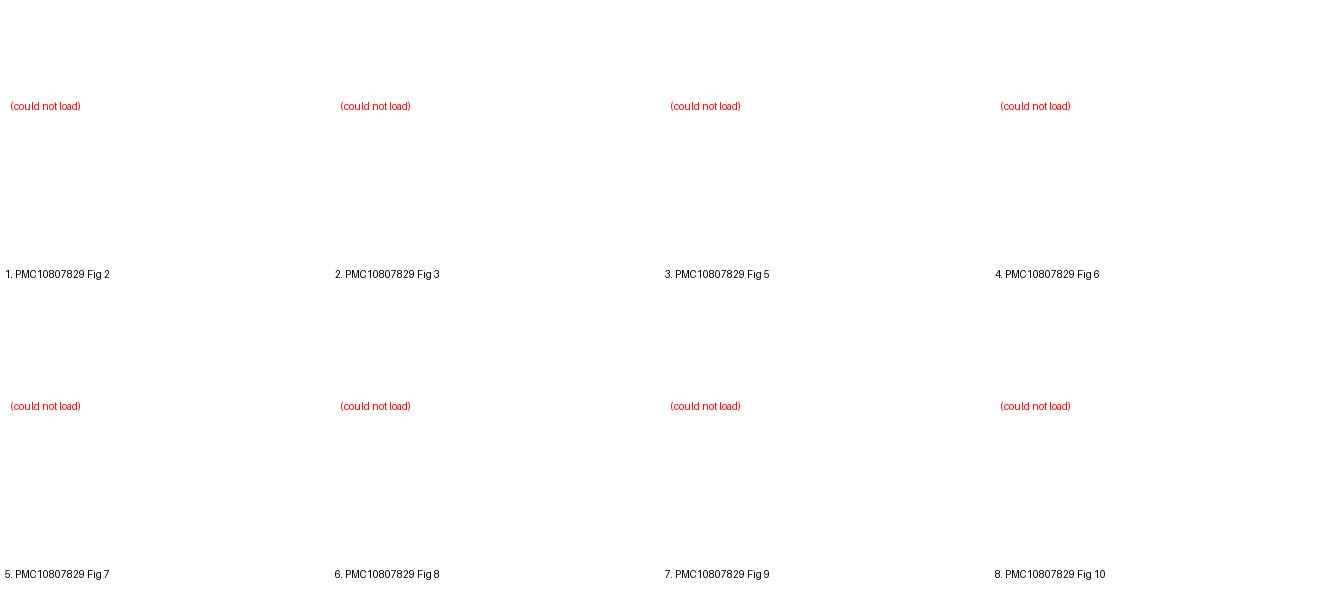 (could not load) (could not load) (could not load) (could not load)
1. PMC10807829 Fig 2 2. PMC10807829 Fig 3 3. PMC10807829 Fig 5 4. PMC10807829 Fig 6
(could not load) (could not load) (could not load) (could not load)
5. PMC10807829 Fig 7 6. PMC10807829 Fig 8 7. PMC10807829 Fig 9 8. PMC10807829 Fig 10